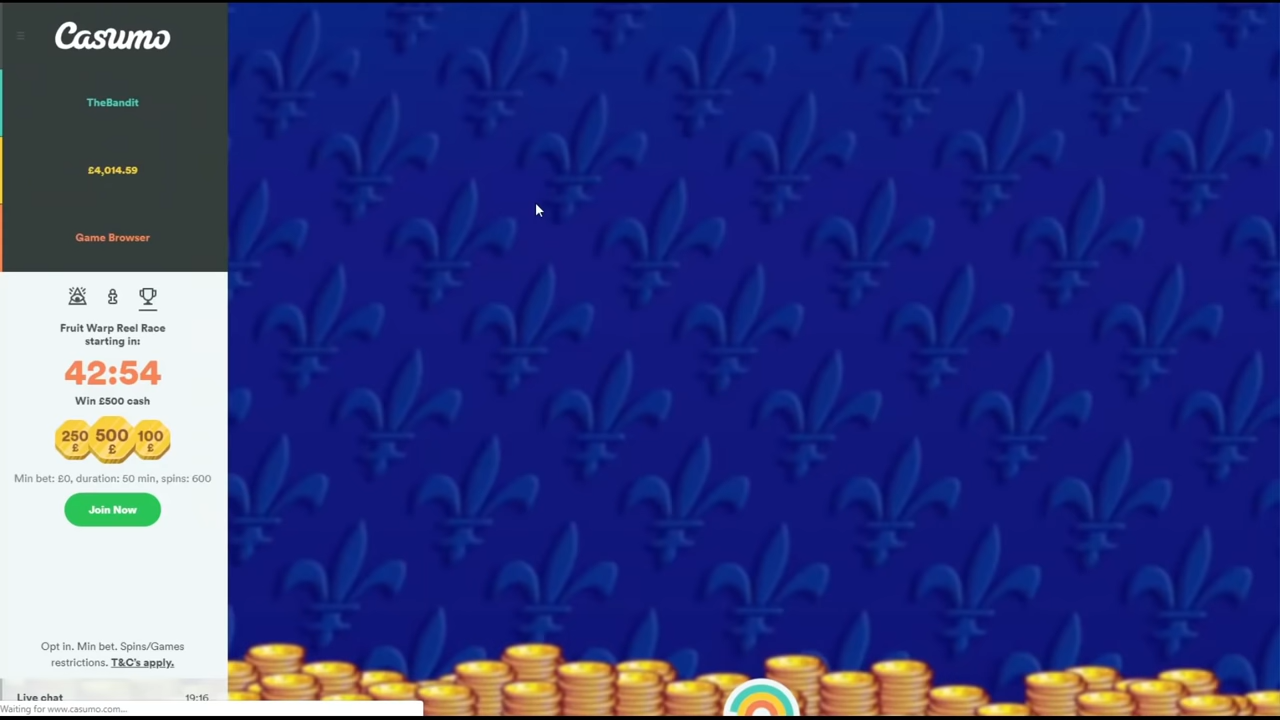 Casumo
TheBandit
£4,014.59
Game Browser
Fruit Warp Reel Race
starting in:
42:54
Win £500 cash
250 500 100
£ £ £
Min bet: £0, duration: 50 min, spins: 600
Join Now
Opt in. Min bet. Spins/Games
restrictions. T&C's apply.
Live chat 19:16
Waiting for www.casumo.com...